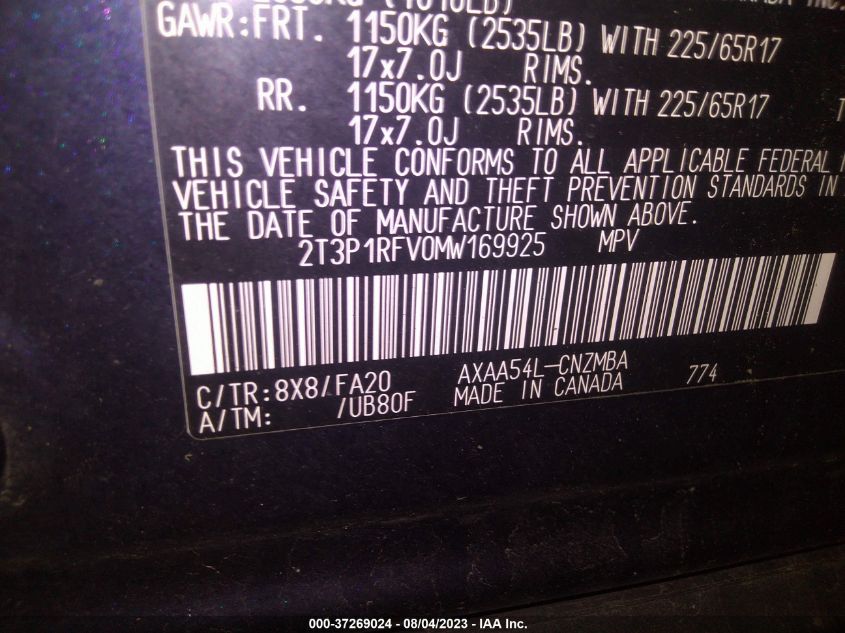 GAWR:FRT. 1150KG (2535LB) WITH 225/65R17
17x7.0J RIMS.
RR. 1150KG (2535LB) WITH 225/65R17
17x7.0J RIMS.
THIS VEHICLE CONFORMS TO ALL APPLICABLE FEDERAL
VEHICLE SAFETY AND THEFT PREVENTION STANDARDS IN
THE DATE OF MANUFACTURE SHOWN ABOVE.
2T3P1RFV0MW169925 MPV
C/TR:8X8/FA20 AXAA54L-CNZMBA 774
A/TM: /UB80F MADE IN CANADA
000-37269024 - 08/04/2023 - IAA Inc.